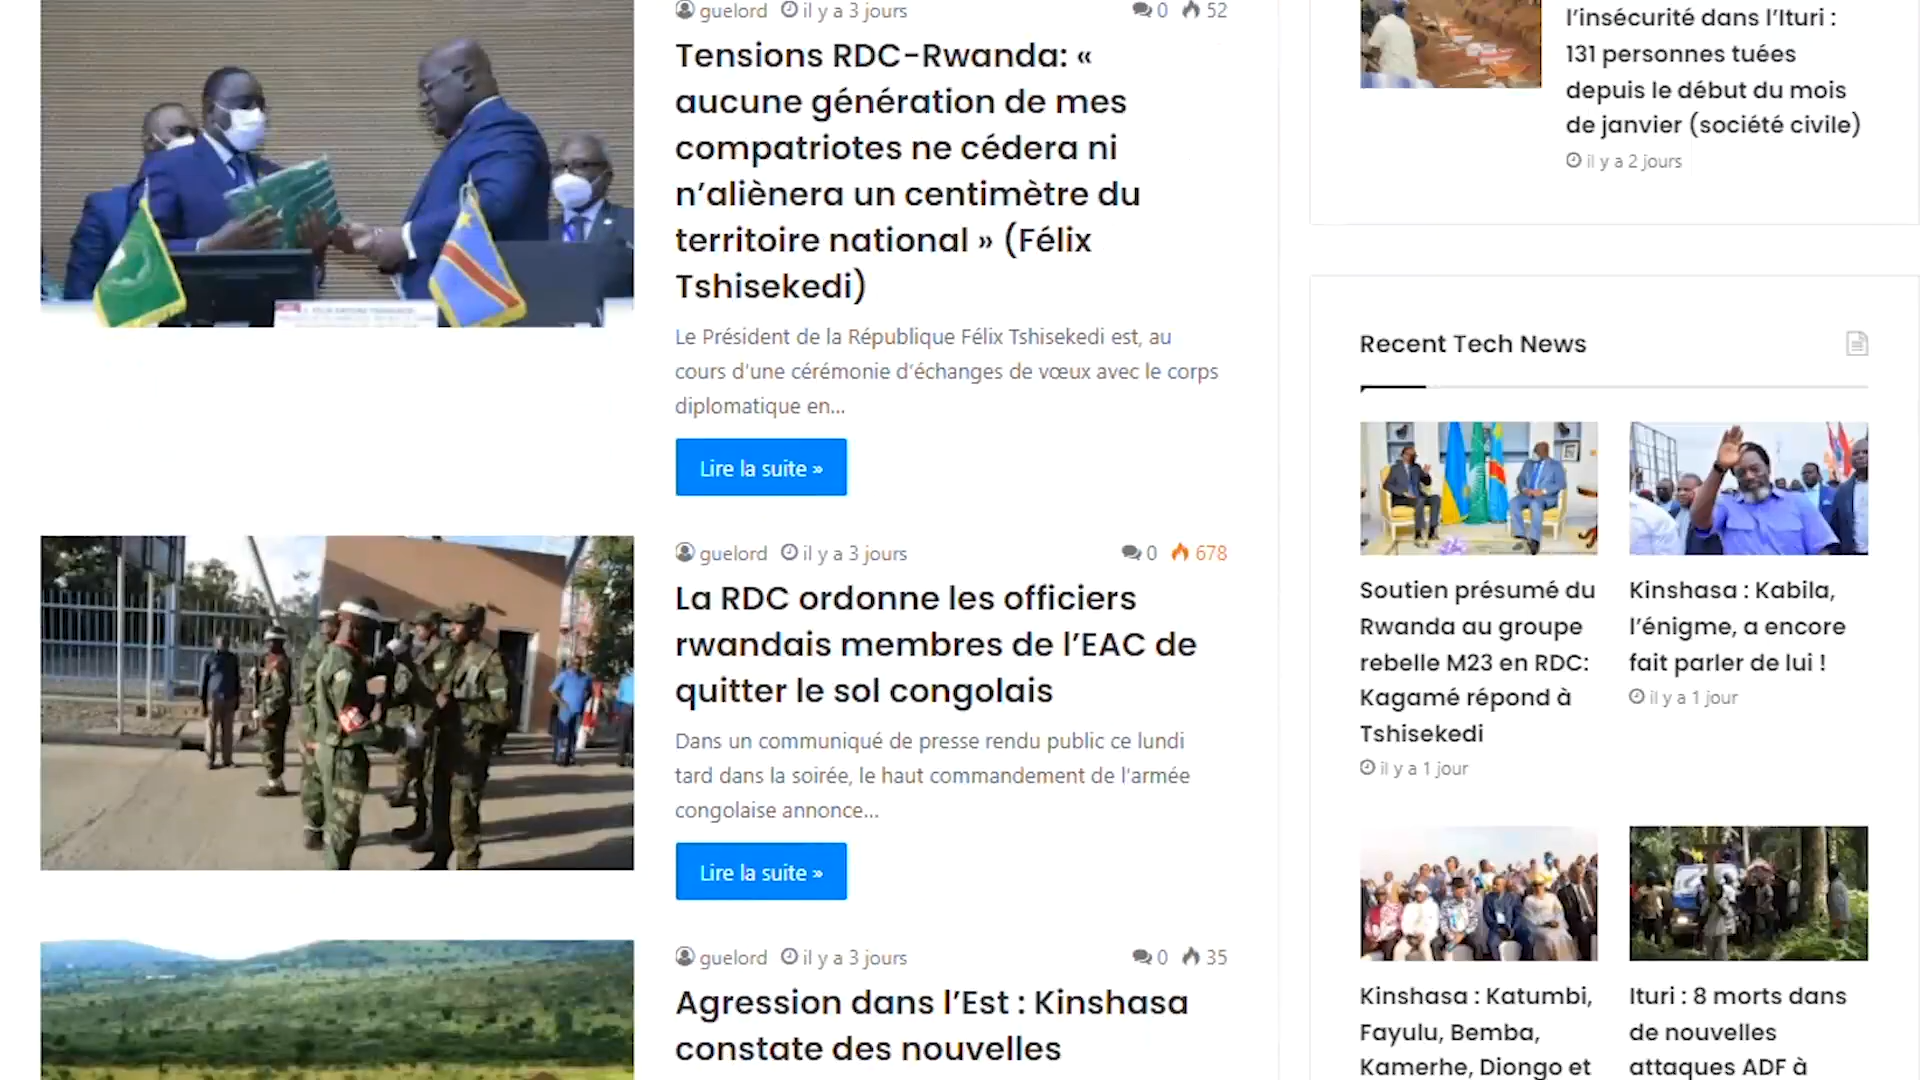 guelord il y a 3 jours 0 52
Tensions RDC-Rwanda: «
aucune génération de mes
compatriotes ne cédera ni
n’aliènera un centimètre du
territoire national » (Félix
Tshisekedi)
Le Président de la République Félix Tshisekedi est, au
cours d’une cérémonie d’échanges de vœux avec le corps
diplomatique en...
Lire la suite »
guelord il y a 3 jours 0 678
La RDC ordonne les officiers
rwandais membres de l’EAC de
quitter le sol congolais
Dans un communiqué de presse rendu public ce lundi
tard dans la soirée, le haut commandement de l’armée
congolaise annonce...
Lire la suite »
guelord il y a 3 jours 0 35
Agression dans l’Est : Kinshasa
constate des nouvelles
l’insécurité dans l’Ituri :
131 personnes tuées
depuis le début du mois
de janvier (société civile)
il y a 2 jours
Recent Tech News
Soutien présumé du
Rwanda au groupe
rebelle M23 en RDC:
Kagamé répond à
Tshisekedi
il y a 1 jour
Kinshasa : Kabila,
l’énigme, a encore
fait parler de lui !
il y a 1 jour
Kinshasa : Katumbi,
Fayulu, Bemba,
Kamerhe, Diongo et
Ituri : 8 morts dans
de nouvelles
attaques ADF à